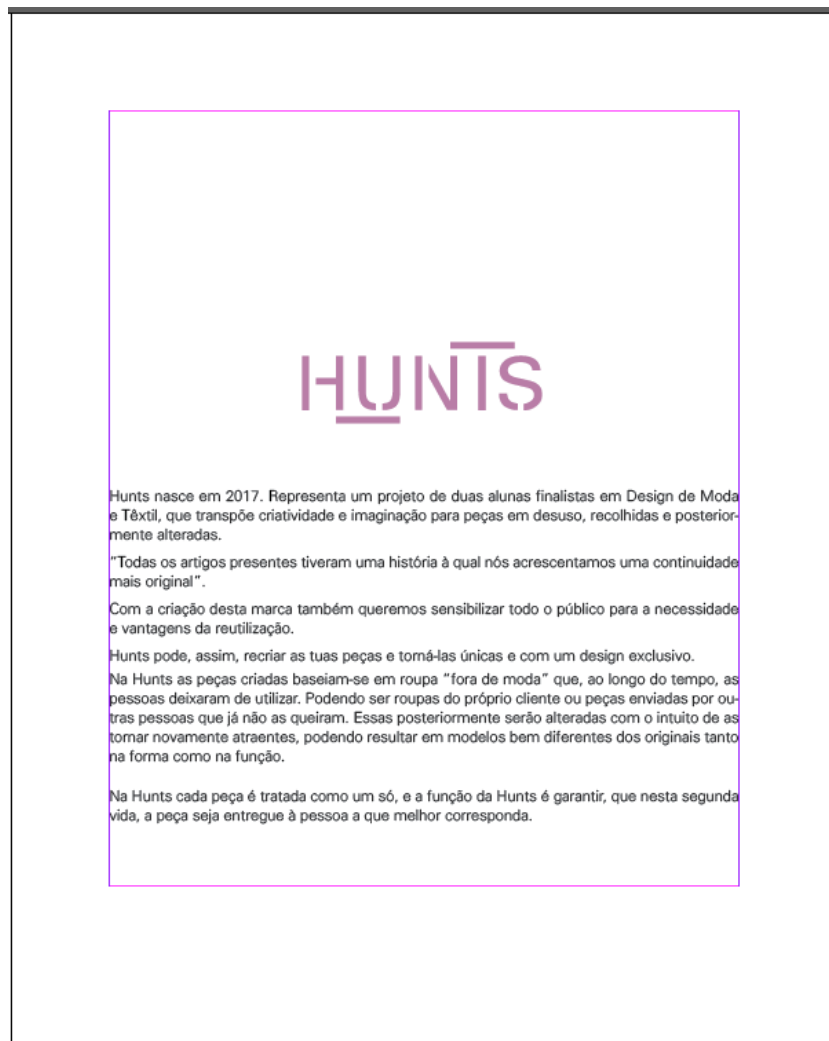 HUNTS
Hunts nasce em 2017. Representa um projeto de duas alunas finalistas em Design de Moda
e Têxtil, que transpõe criatividade e imaginação para peças em desuso, recolhidas e posterior-
mente alteradas.
"Todas os artigos presentes tiveram uma história à qual nós acrescentamos uma continuidade
mais original".
Com a criação desta marca também queremos sensibilizar todo o público para a necessidade
e vantagens da reutilização.
Hunts pode, assim, recriar as tuas peças e torná-las únicas e com um design exclusivo.
Na Hunts as peças criadas baseiam-se em roupa "fora de moda" que, ao longo do tempo, as
pessoas deixaram de utilizar. Podendo ser roupas do próprio cliente ou peças enviadas por ou-
tras pessoas que já não as queiram. Essas posteriormente serão alteradas com o intuito de as
tornar novamente atraentes, podendo resultar em modelos bem diferentes dos originais tanto
na forma como na função.
Na Hunts cada peça é tratada como um só, e a função da Hunts é garantir, que nesta segunda
vida, a peça seja entregue à pessoa a que melhor corresponda.